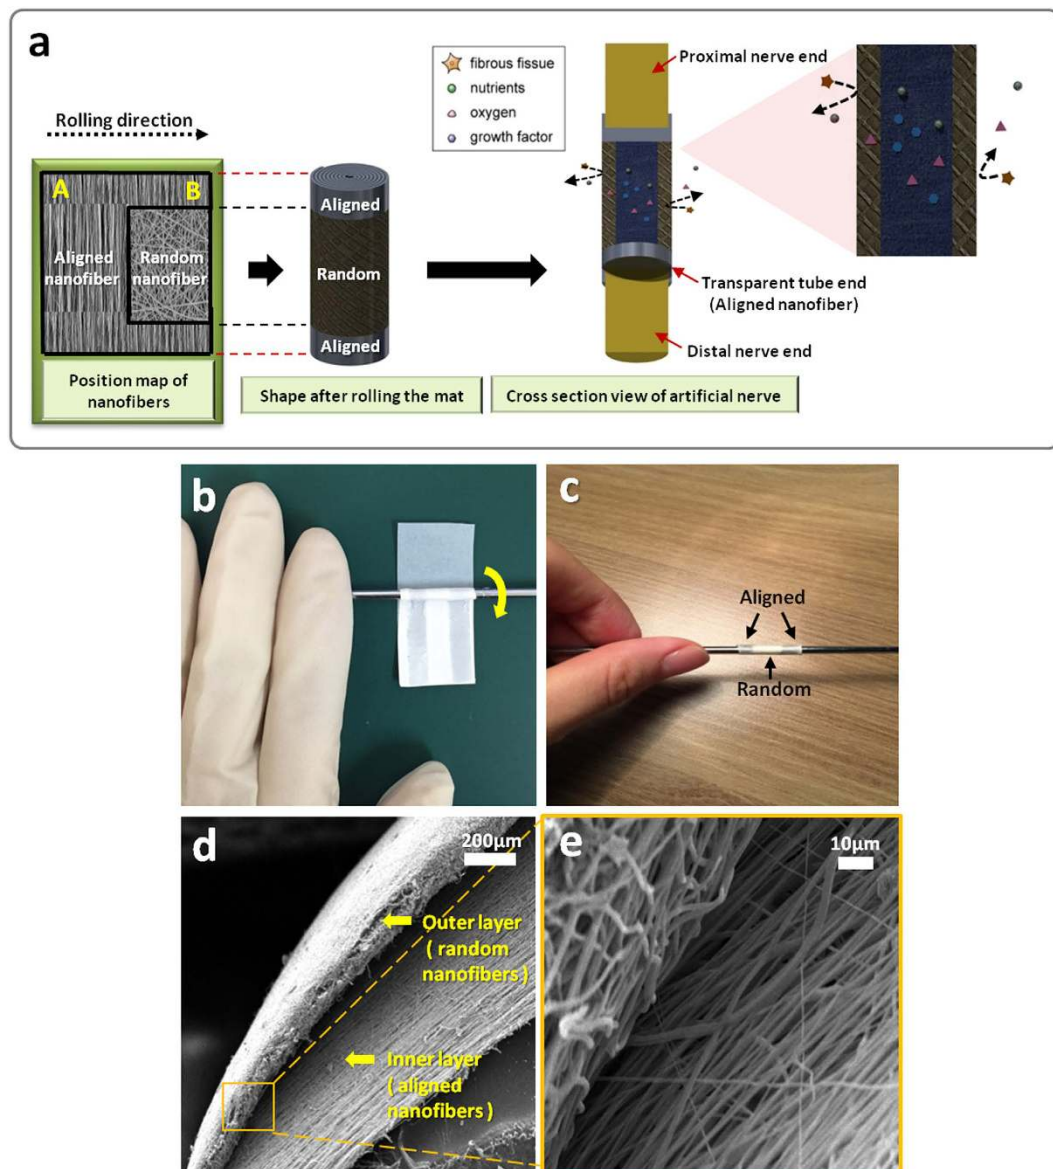 a
fibrous tissue
nutrients
oxygen
growth factor
Proximal nerve end
Rolling direction
A
B
Aligned
nanofiber
Random
nanofiber
Aligned
Random
Aligned
Transparent tube end
(Aligned nanofiber)
Distal nerve end
Position map of
nanofibers
Shape after rolling the mat
Cross section view of artificial nerve
b
c
Aligned
Random
d
200μm
Outer layer
( random
nanofibers )
Inner layer
( aligned
nanofibers )
e
10μm